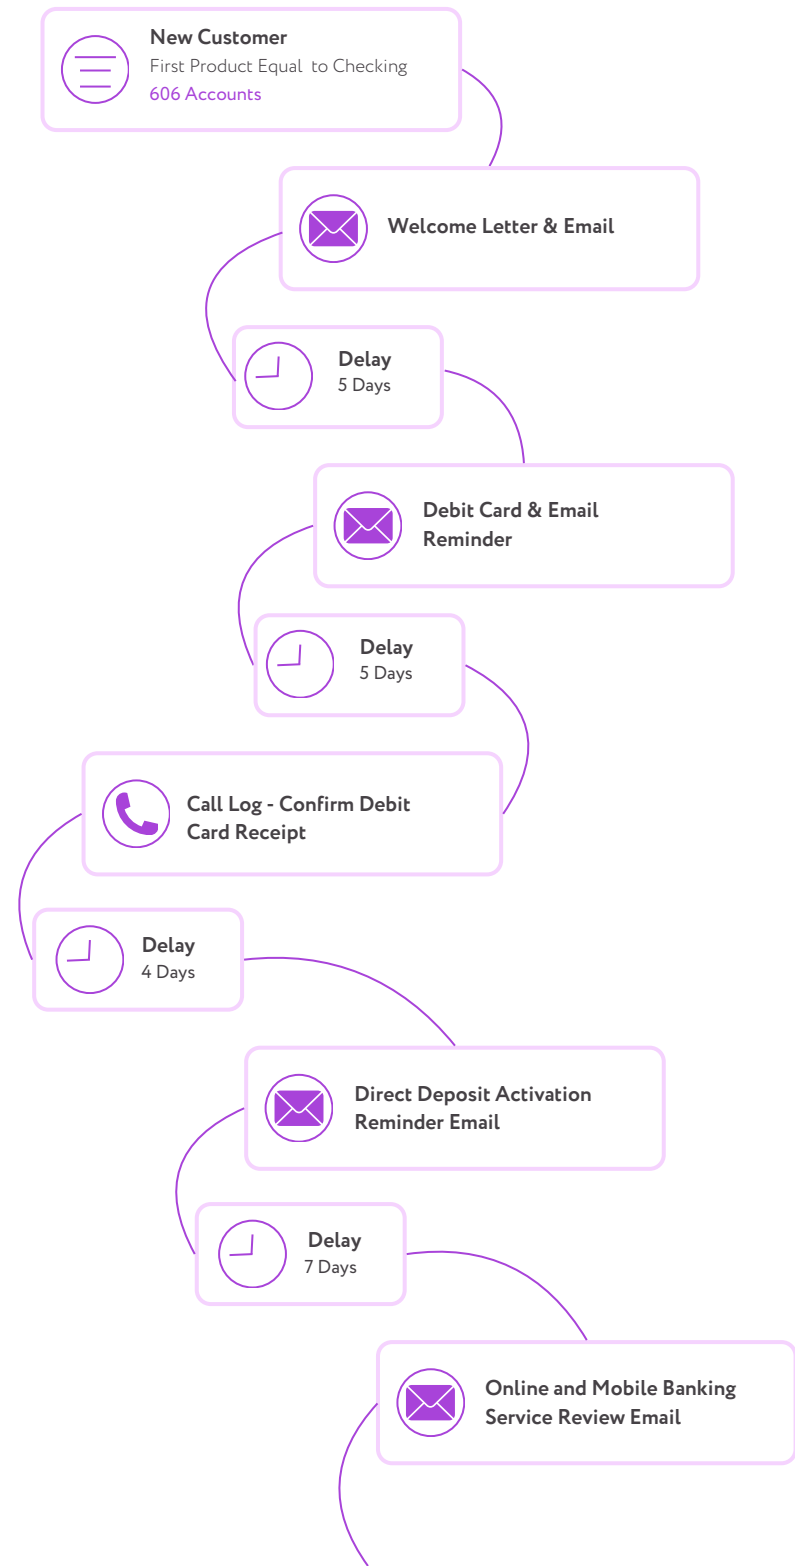 New Customer
First Product Equal to Checking
606 Accounts
Welcome Letter & Email
Delay
5 Days
Debit Card & Email
Reminder
Delay
5 Days
Call Log - Confirm Debit
Card Receipt
Delay
4 Days
Direct Deposit Activation
Reminder Email
Delay
7 Days
Online and Mobile Banking
Service Review Email